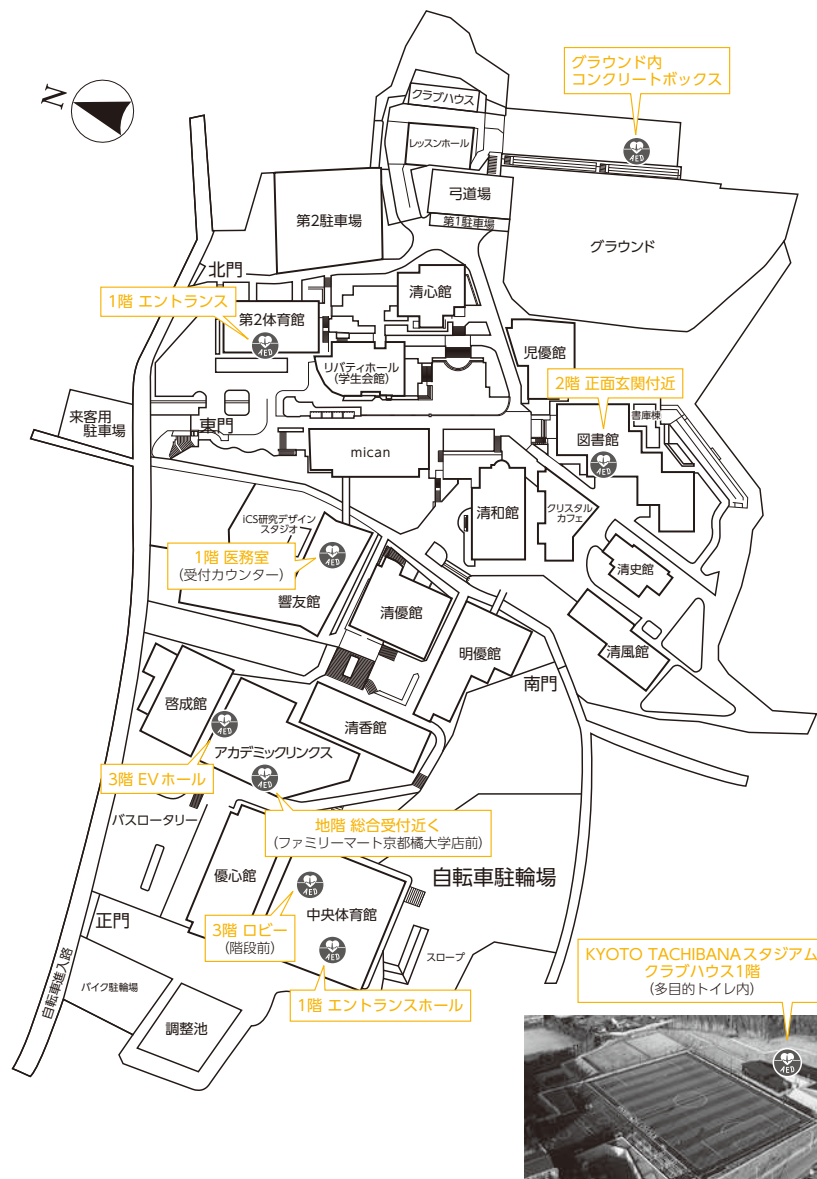 N
グラウンド内
コンクリートボックス
AED
クラブハウス
レッスンホール
弓道場
第1駐車場
第2駐車場
グラウンド
北門
1階 エントランス
第2体育館
AED
清心館
リバティホール
(学生会館)
児優館
2階 正面玄関付近
書庫棟
図書館
AED
来客用
駐車場
東門
mican
清和館
クリスタル
カフェ
iCS研究デザイン
スタジオ
1階 医務室
(受付カウンター)
AED
響友館
清史館
清優館
明優館
清風館
南門
啓成館
清香館
AED
アカデミックリンクス
3階 EVホール
AED
バスロータリー
地階 総合受付近く
(ファミリーマート京都橘大学店前)
優心館
自転車駐輪場
AED
中央体育館
3階 ロビー
(階段前)
AED
正門
スロープ
自転車進入路
バイク駐輪場
1階 エントランスホール
調整池
KYOTO TACHIBANAスタジアム
クラブハウス1階
(多目的トイレ内)
AED